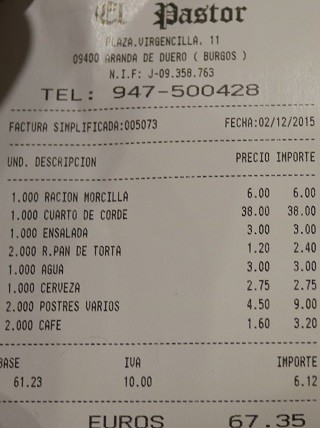 El Pastor
PLAZA.VIRGENCILLA. 11
09400 ARANDA DE DUERO ( BURGOS )
N.I.F: J-09.358.763
TEL: 947-500428
FACTURA SIMPLIFICADA:005073 FECHA:02/12/2015
UND. DESCRIPCION PRECIO IMPORTE
1.000 RACION MORCILLA 6.00 6.00
1.000 CUARTO DE CORDE 38.00 38.00
1.000 ENSALADA 3.00 3.00
2.000 R.PAN DE TORTA 1.20 2.40
1.000 AGUA 3.00 3.00
1.000 CERVEZA 2.75 2.75
2.000 POSTRES VARIOS 4.50 9.00
2.000 CAFE 1.60 3.20
BASE IVA IMPORTE
61.23 10.00 6.12
EUROS 67.35